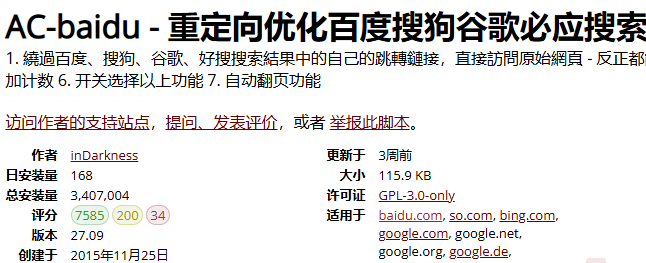 AC-baidu - 重定向优化百度搜狗谷歌必应搜索
1. 繞過百度、搜狗、谷歌、好搜搜索結果中的自己的跳轉鏈接，直接訪問原始網頁 - 反正都
加计数 6. 开关选择以上功能 7. 自动翻页功能
访问作者的支持站点，提问、发表评价，或者 举报此脚本。
作者 inDarkness
日安装量 168
总安装量 3,407,004
评分 7585 200 34
版本 27.09
创建于 2015年11月25日
更新于 3周前
大小 115.9 KB
许可证 GPL-3.0-only
适用于 baidu.com, so.com, bing.com,
google.com, google.net,
google.org, google.de,